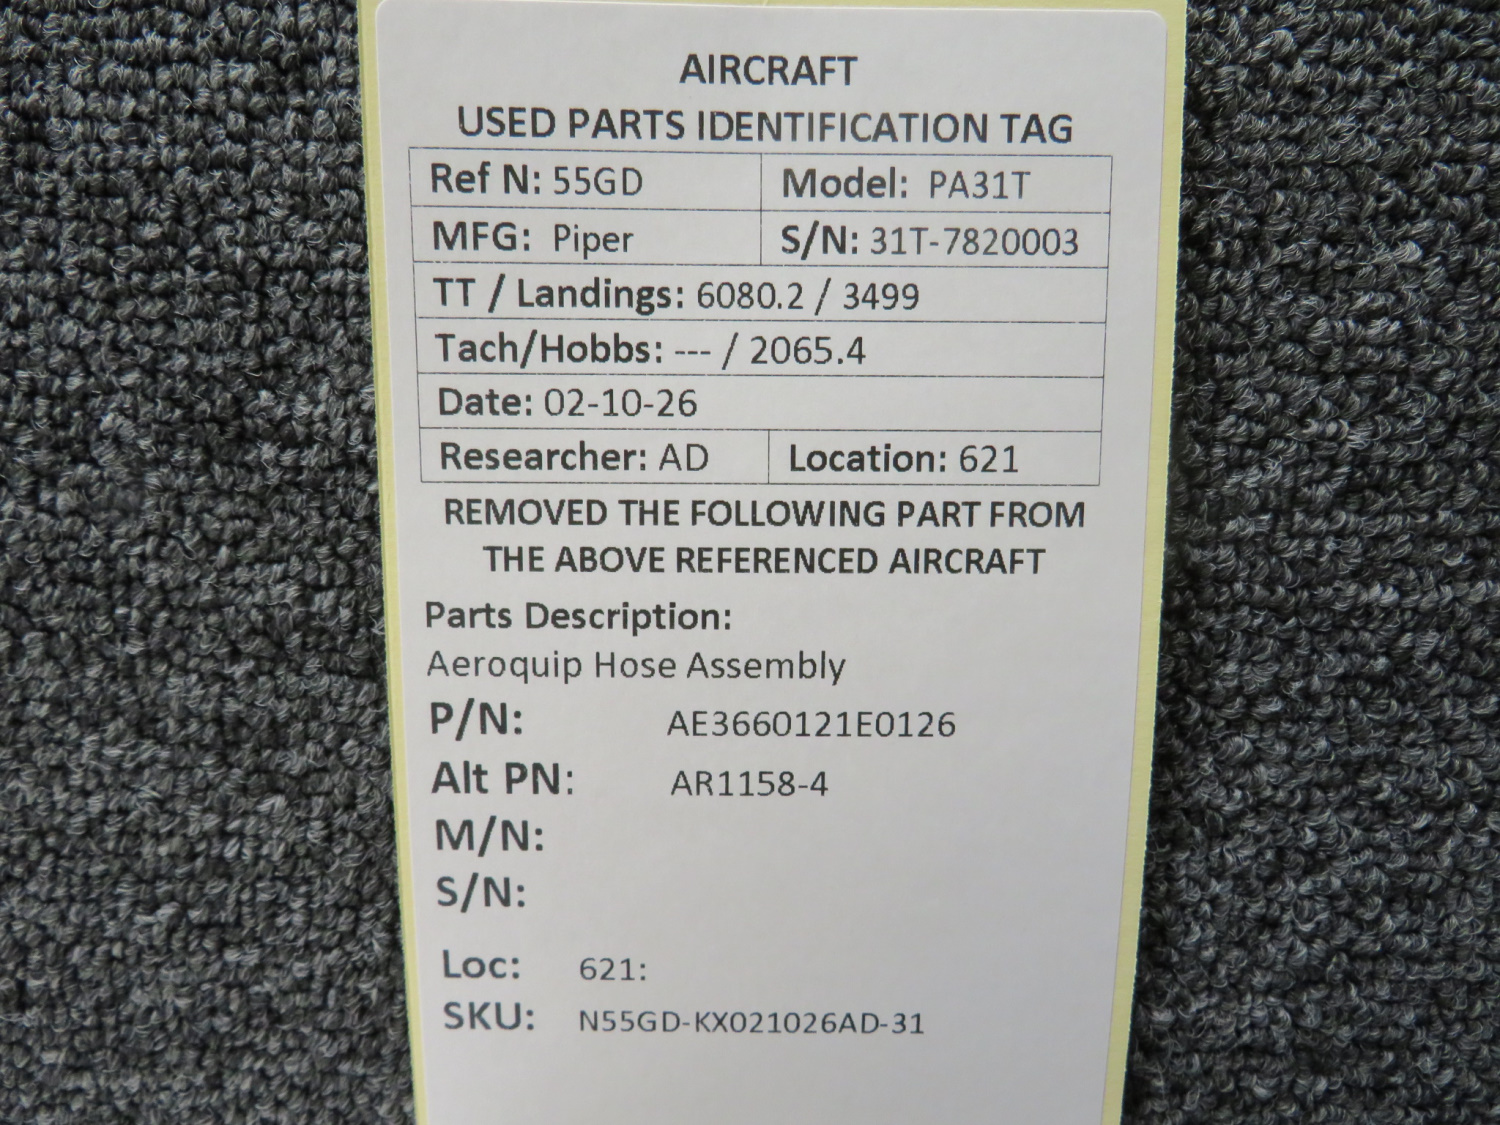 AIRCRAFT
USED PARTS IDENTIFICATION TAG
Ref N: 55GD Model: PA31T
MFG: Piper S/N: 31T-7820003
TT / Landings: 6080.2 / 3499
Tach/Hobbs: --- / 2065.4
Date: 02-10-26
Researcher: AD Location: 621
REMOVED THE FOLLOWING PART FROM
THE ABOVE REFERENCED AIRCRAFT
Parts Description:
Aeroquip Hose Assembly
P/N: AE3660121E0126
Alt PN: AR1158-4
M/N:
S/N:
Loc: 621:
SKU: N55GD-KX021026AD-31